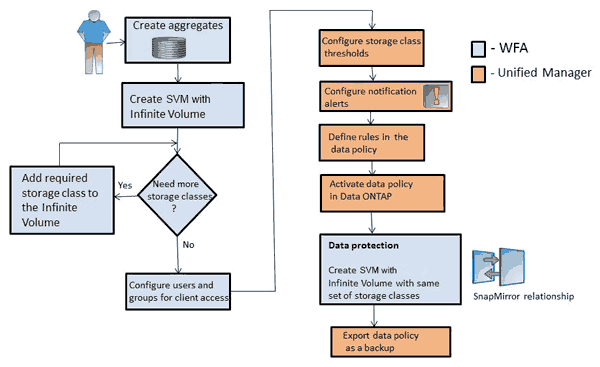 Create aggregates
Create SVM with
Infinite Volume
Need more
storage classes
?
Yes
Add required
storage class to
the Infinite
Volume
No
Configure users and
groups for client access
Configure storage class
thresholds
Configure notification
alerts
Define rules in the
data policy
Activate data policy
in Data ONTAP
Data protection
Create SVM with
Infinite Volume with same
set of storage classes
SnapMirror relationship
Export data policy
as a backup
- WFA
- Unified Manager